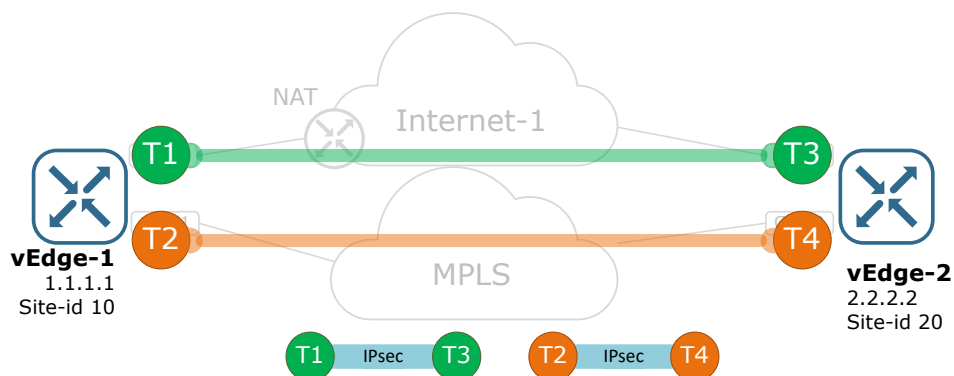 NAT
Internet-1
T1
T3
T2
T4
vEdge-1
1.1.1.1
Site-id 10
MPLS
vEdge-2
2.2.2.2
Site-id 20
T1 IPsec T3
T2 IPsec T4